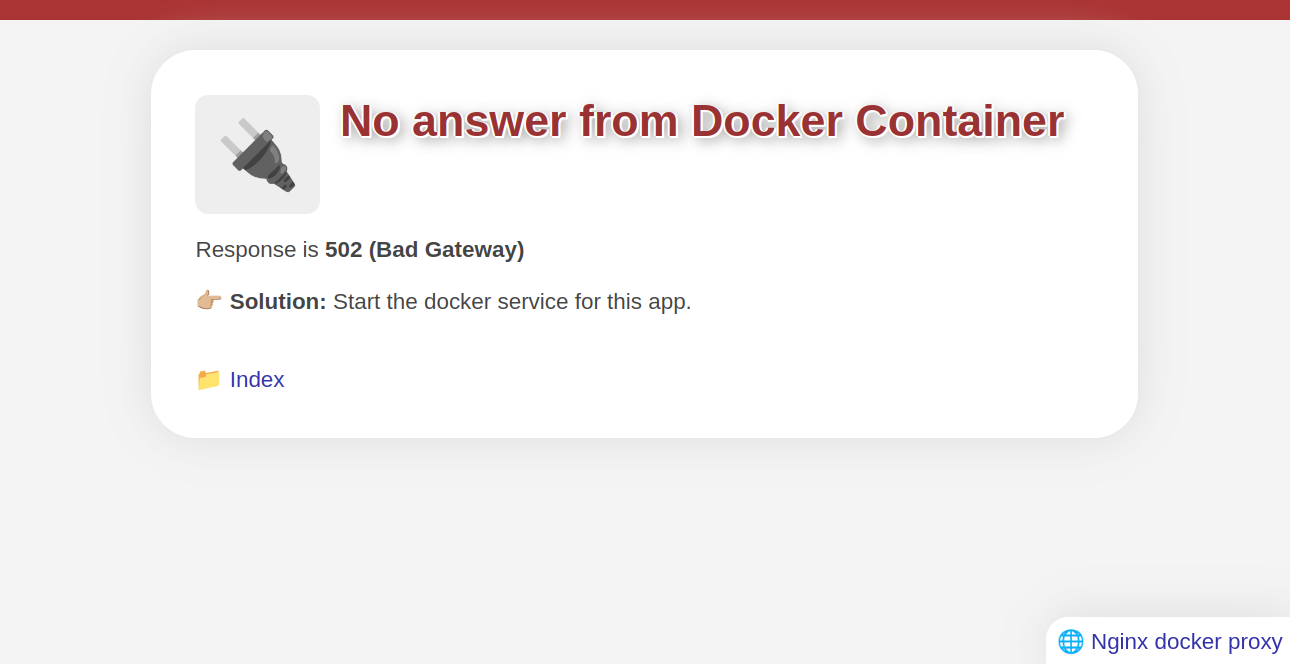 No answer from Docker Container
Response is 502 (Bad Gateway)
👉🏼 Solution: Start the docker service for this app.
📁 Index
🌐 Nginx docker proxy